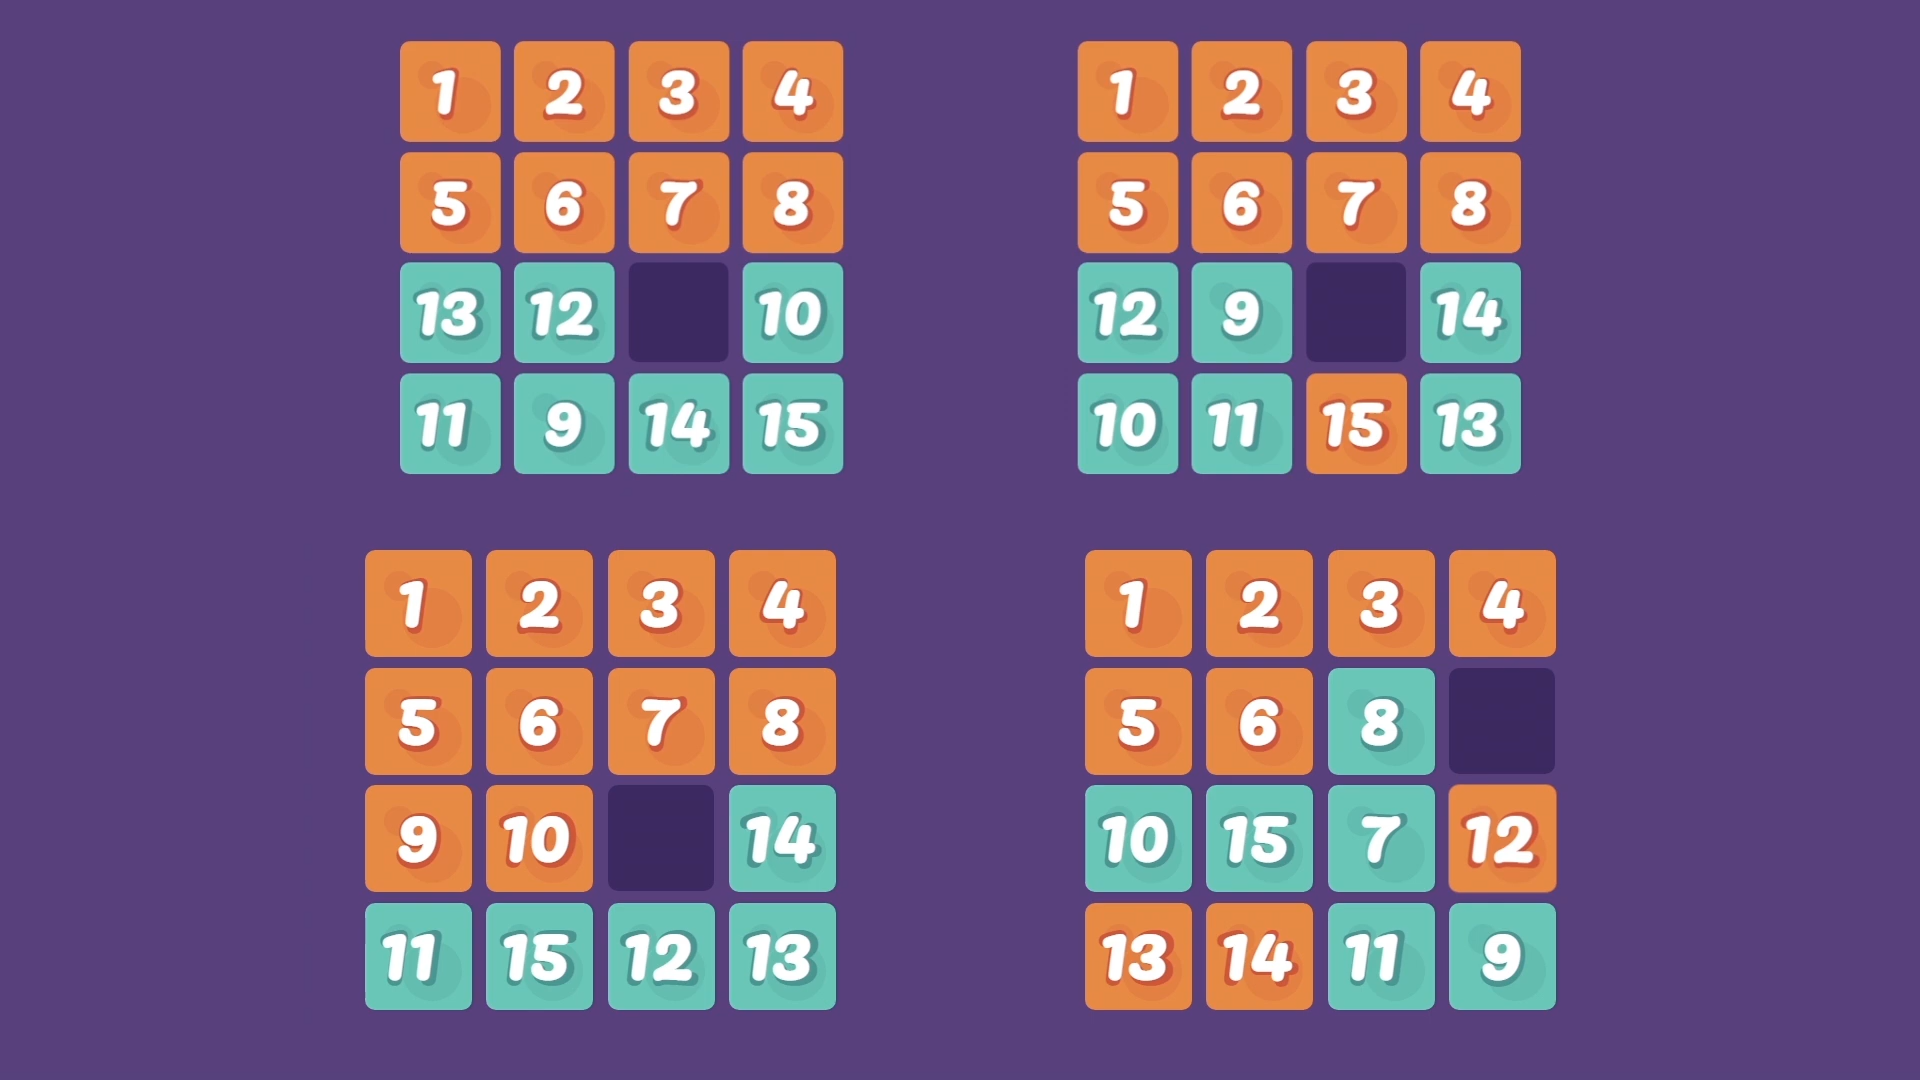 1 2 3 4
5 6 7 8
13 12 10
11 9 14 15
1 2 3 4
5 6 7 8
12 9 14
10 11 15 13
1 2 3 4
5 6 7 8
9 10 14
11 15 12 13
1 2 3 4
5 6 8
10 15 7 12
13 14 11 9